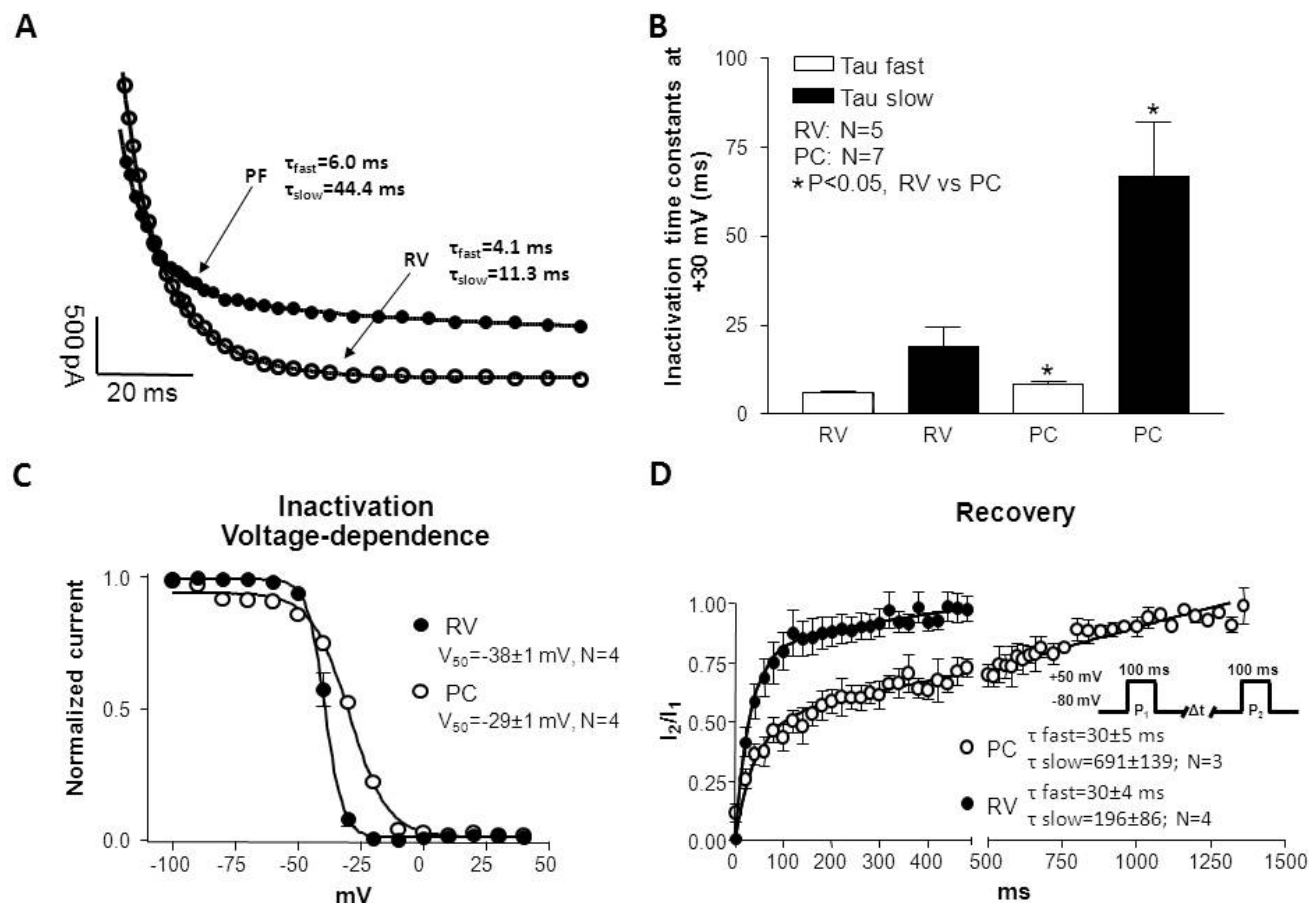 A
PF
τfast=6.0 ms
τslow=44.4 ms
RV
τfast=4.1 ms
τslow=11.3 ms
500 pA
20 ms
B
Inactivation time constants at
+30 mV (ms)
100
75
50
25
0
Tau fast
Tau slow
RV: N=5
PC: N=7
*P<0.05, RV vs PC
*
*
RV
RV
PC
PC
C
Inactivation
Voltage-dependence
Normalized current
1.0
0.5
0.0
RV
V50=-38±1 mV, N=4
PC
V50=-29±1 mV, N=4
-100
-75
-50
-25
0
25
50
mV
D
Recovery
I2/I1
1.00
0.75
0.50
0.25
0.00
+50 mV
-80 mV
100 ms
100 ms
P1
Δt
P2
PC
τ fast=30±5 ms
τ slow=691±139; N=3
RV
τ fast=30±4 ms
τ slow=196±86; N=4
0
100
200
300
400
500
750
1000
1250
1500
ms